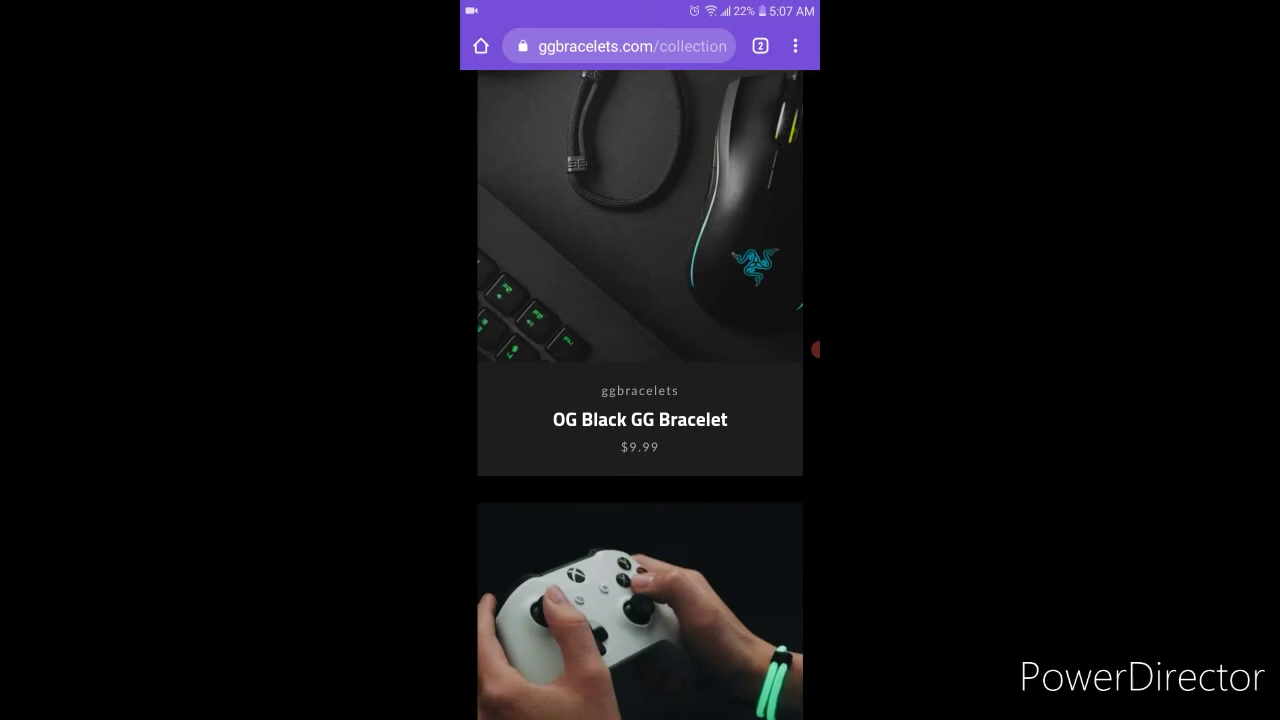 22% 5:07 AM
ggbracelets.com/collection
2
ggbracelets
OG Black GG Bracelet
$9.99
PowerDirector